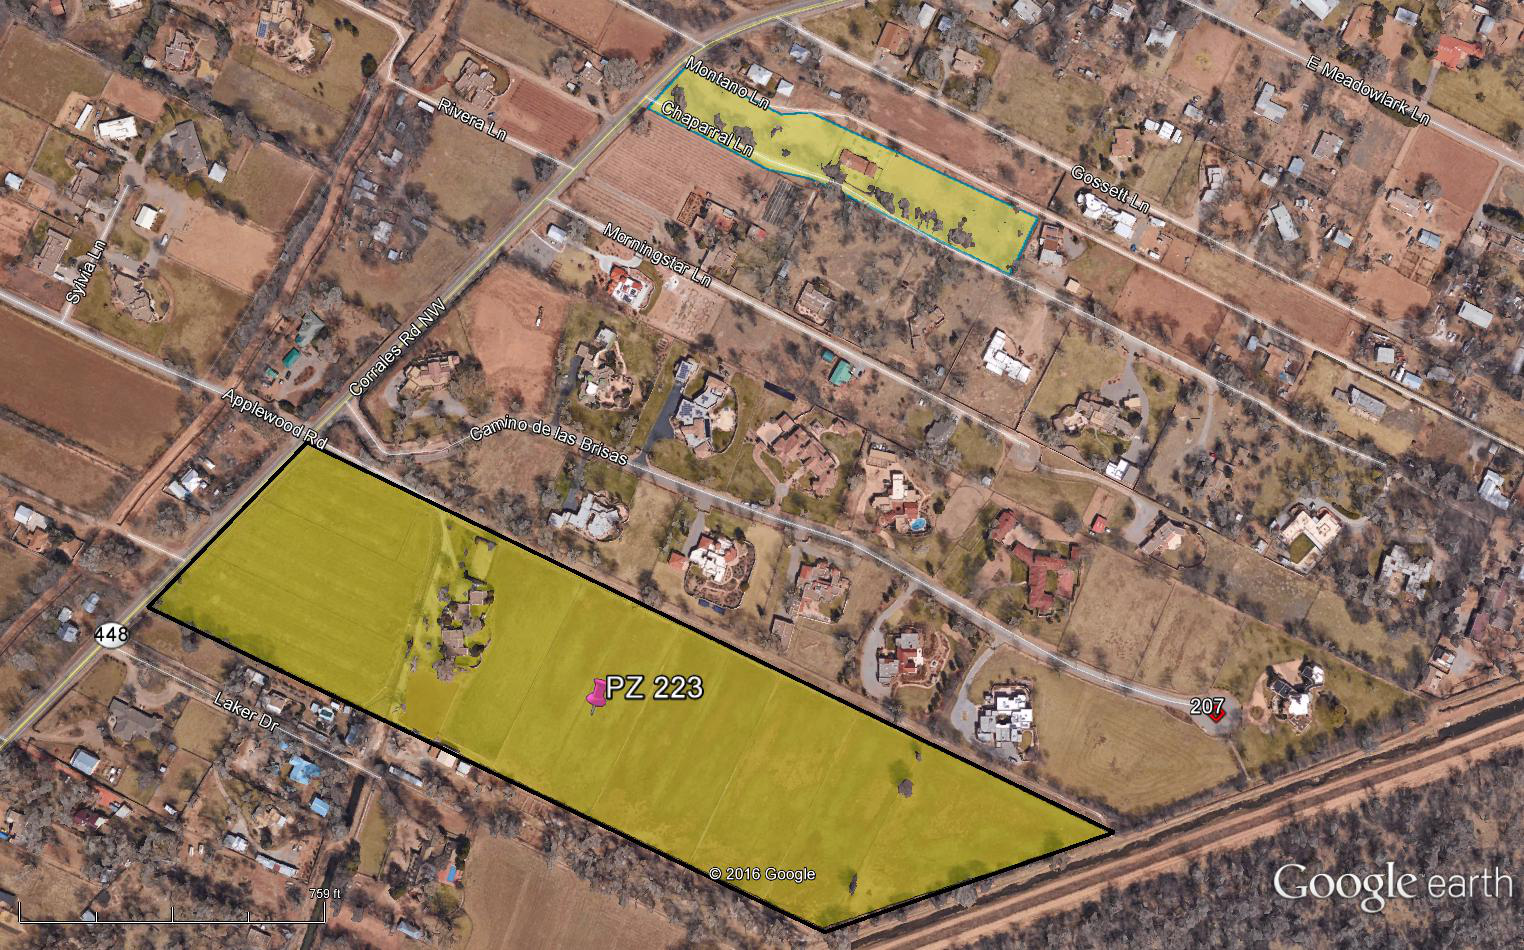 E Meadowlark Ln
Montano Ln
Rivera Ln
Chaparral Ln
Gossett Ln
Morningstar Ln
Sylvia Ln
Corrales Rd NW
Applewood Rd
Camino de las Brisas
448
PZ 223
207
Laker Dr
© 2016 Google
Google earth
759 ft